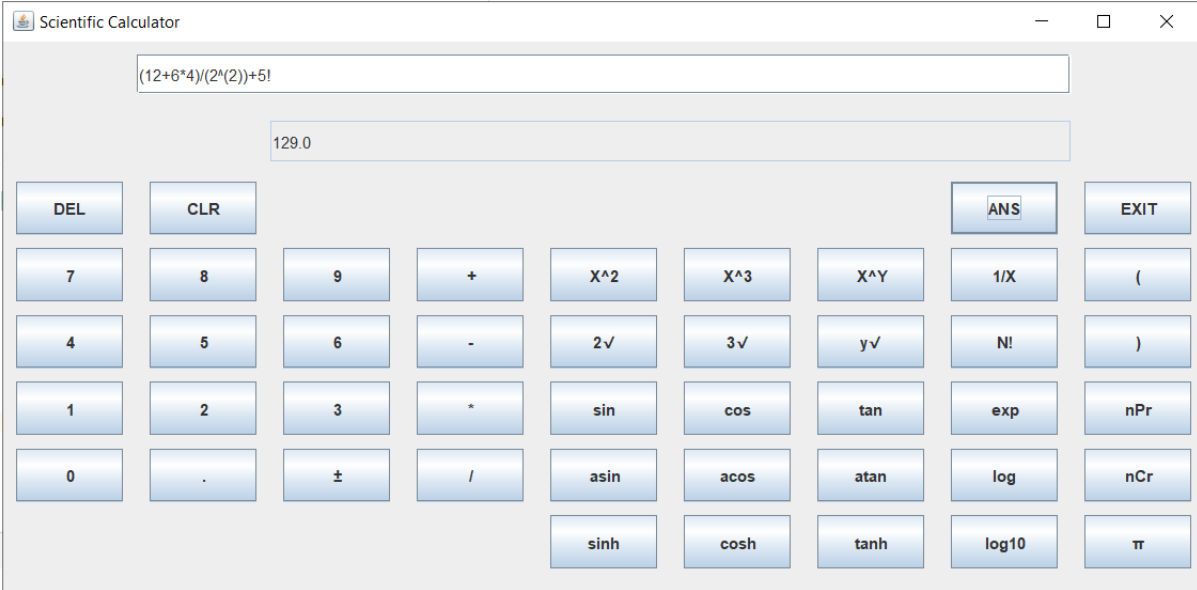 Scientific Calculator
(12+6*4)/(2^(2))+5!
129.0
DEL CLR ANS EXIT
7 8 9 + X^2 X^3 X^Y 1/X (
4 5 6 - 2√ 3√ y√ N! )
1 2 3 * sin cos tan exp nPr
0 . ± / asin acos atan log nCr
sinh cosh tanh log10 π